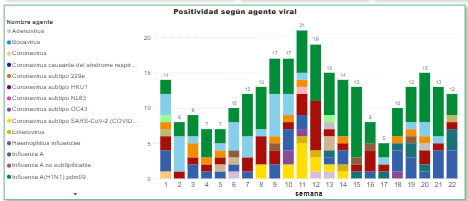 Positividad según agente viral
Nombre agente
Adenovirus
Bocavirus
Coronavirus
Coronavirus causante del síndrome respir...
Coronavirus subtipo 229e
Coronavirus subtipo HKU1
Coronavirus subtipo NL63
Coronavirus subtipo OC43
Coronavirus subtipo SARS-CoV-2 (COVID...
Enterovirus
Haemophilus influenzae
Influenza A
Influenza A no subtipificable
Influenza A(H1N1) pdm09
20
15
10
5
0
14 8 9 7 7 10 12 13 17 17 21 19 15 14 13 8 5 10 13 15 13 12
1 2 3 4 5 6 7 8 9 10 11 12 13 14 15 16 17 18 19 20 21 22
semana